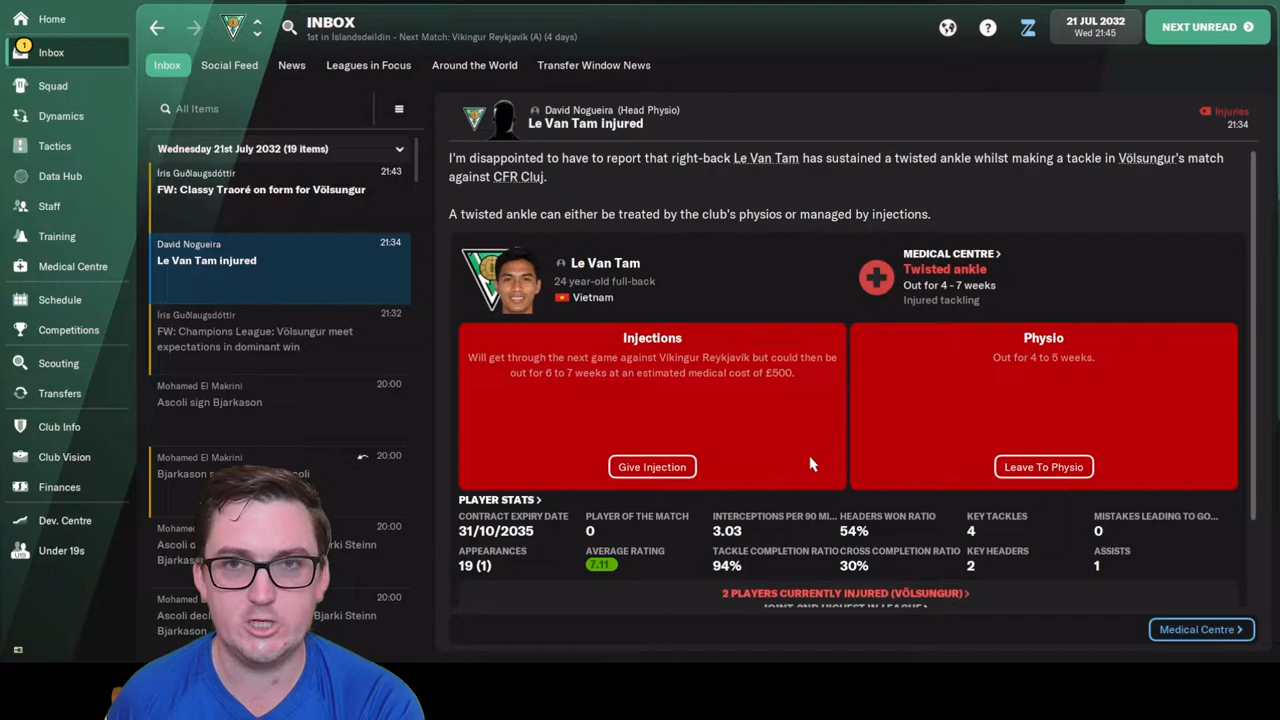 Home
INBOX
1st in Íslandsdeildin - Next Match: Víkingur Reykjavík (A) (4 days)
21 JUL 2032
Wed 21:45
NEXT UNREAD
1
Inbox
Squad
Dynamics
Tactics
Data Hub
Staff
Training
Medical Centre
Schedule
Competitions
Scouting
Transfers
Club Info
Club Vision
Finances
Dev. Centre
Under 19s
Inbox
Social Feed
News
Leagues in Focus
Around the World
Transfer Window News
All Items
Wednesday 21st July 2032 (19 items)
Íris Guðlaugsdóttir 21:43
FW: Classy Traoré on form for Völsungur
David Nogueira 21:34
Le Van Tam injured
Íris Guðlaugsdóttir 21:32
FW: Champions League: Völsungur meet
expectations in dominant win
Mohamed El Makrini 20:00
Ascoli sign Bjarkason
Mohamed El Makrini 20:00
Mohame 20:00
Mohame 20:00
David Nogueira (Head Physio)
Le Van Tam injured
Injuries
21:34
I'm disappointed to have to report that right-back Le Van Tam has sustained a twisted ankle whilst making a tackle in Völsungur's match
against CFR Cluj.
A twisted ankle can either be treated by the club's physios or managed by injections.
Le Van Tam
24 year-old full-back
Vietnam
MEDICAL CENTRE
Twisted ankle
Out for 4 - 7 weeks
Injured tackling
Injections
Will get through the next game against Víkingur Reykjavík but could then be
out for 6 to 7 weeks at an estimated medical cost of £500.
Give Injection
Physio
Out for 4 to 5 weeks.
Leave To Physio
PLAYER STATS
CONTRACT EXPIRY DATE
31/10/2035
PLAYER OF THE MATCH
0
INTERCEPTIONS PER 90 MI...
3.03
HEADERS WON RATIO
54%
KEY TACKLES
4
MISTAKES LEADING TO GO...
0
APPEARANCES
19 (1)
AVERAGE RATING
7.11
TACKLE COMPLETION RATIO
94%
CROSS COMPLETION RATIO
30%
KEY HEADERS
2
ASSISTS
1
2 PLAYERS CURRENTLY INJURED (VÖLSUNGUR)
Medical Centre